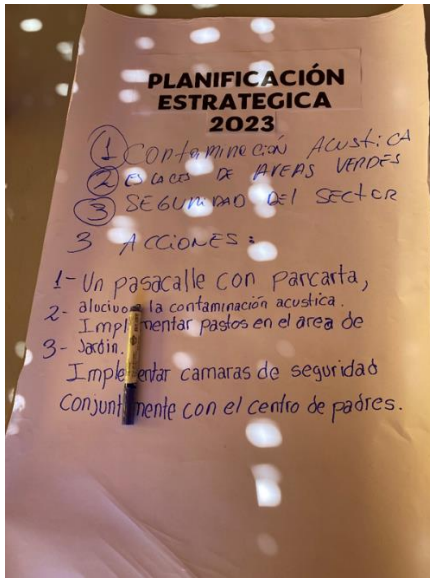 PLANIFICACIÓN
ESTRATEGICA
2023
1 CONtAMINACIÓN ACUStiCA
2 DE AREAS VERDES
3 SEGURIDAD DEl SECtOR
3 ACCiONES:
1- Un pasacalle con parcarta,
2- alucivo a la contaminación acustica.
Implementar pastos en el area de
3- Jardin.
Implementar camaras de seguridad
conjuntamente con el centro de padres.